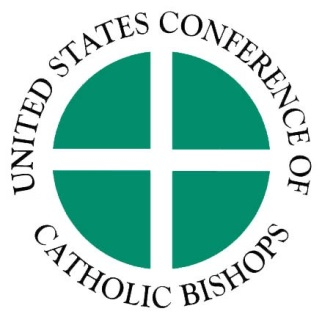 UNITED STATES CONFERENCE OF
CATHOLIC BISHOPS